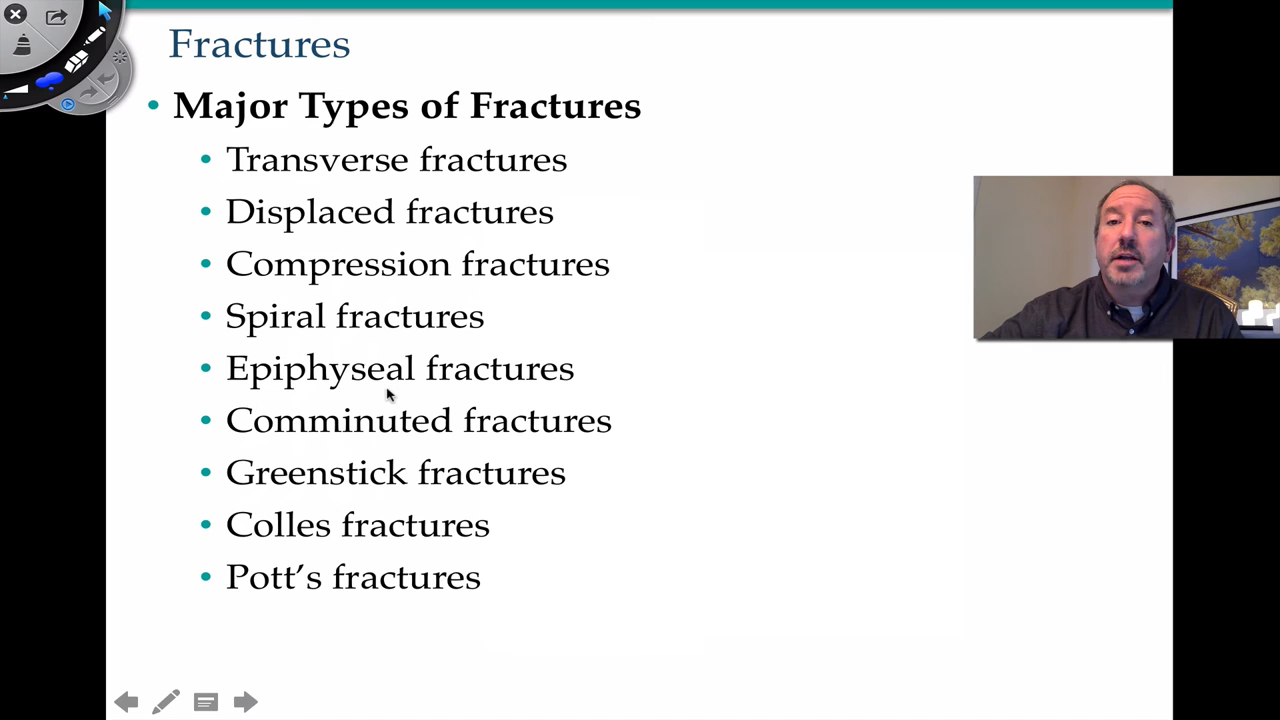 Fractures
• Major Types of Fractures
• Transverse fractures
• Displaced fractures
• Compression fractures
• Spiral fractures
• Epiphyseal fractures
• Comminuted fractures
• Greenstick fractures
• Colles fractures
• Pott’s fractures